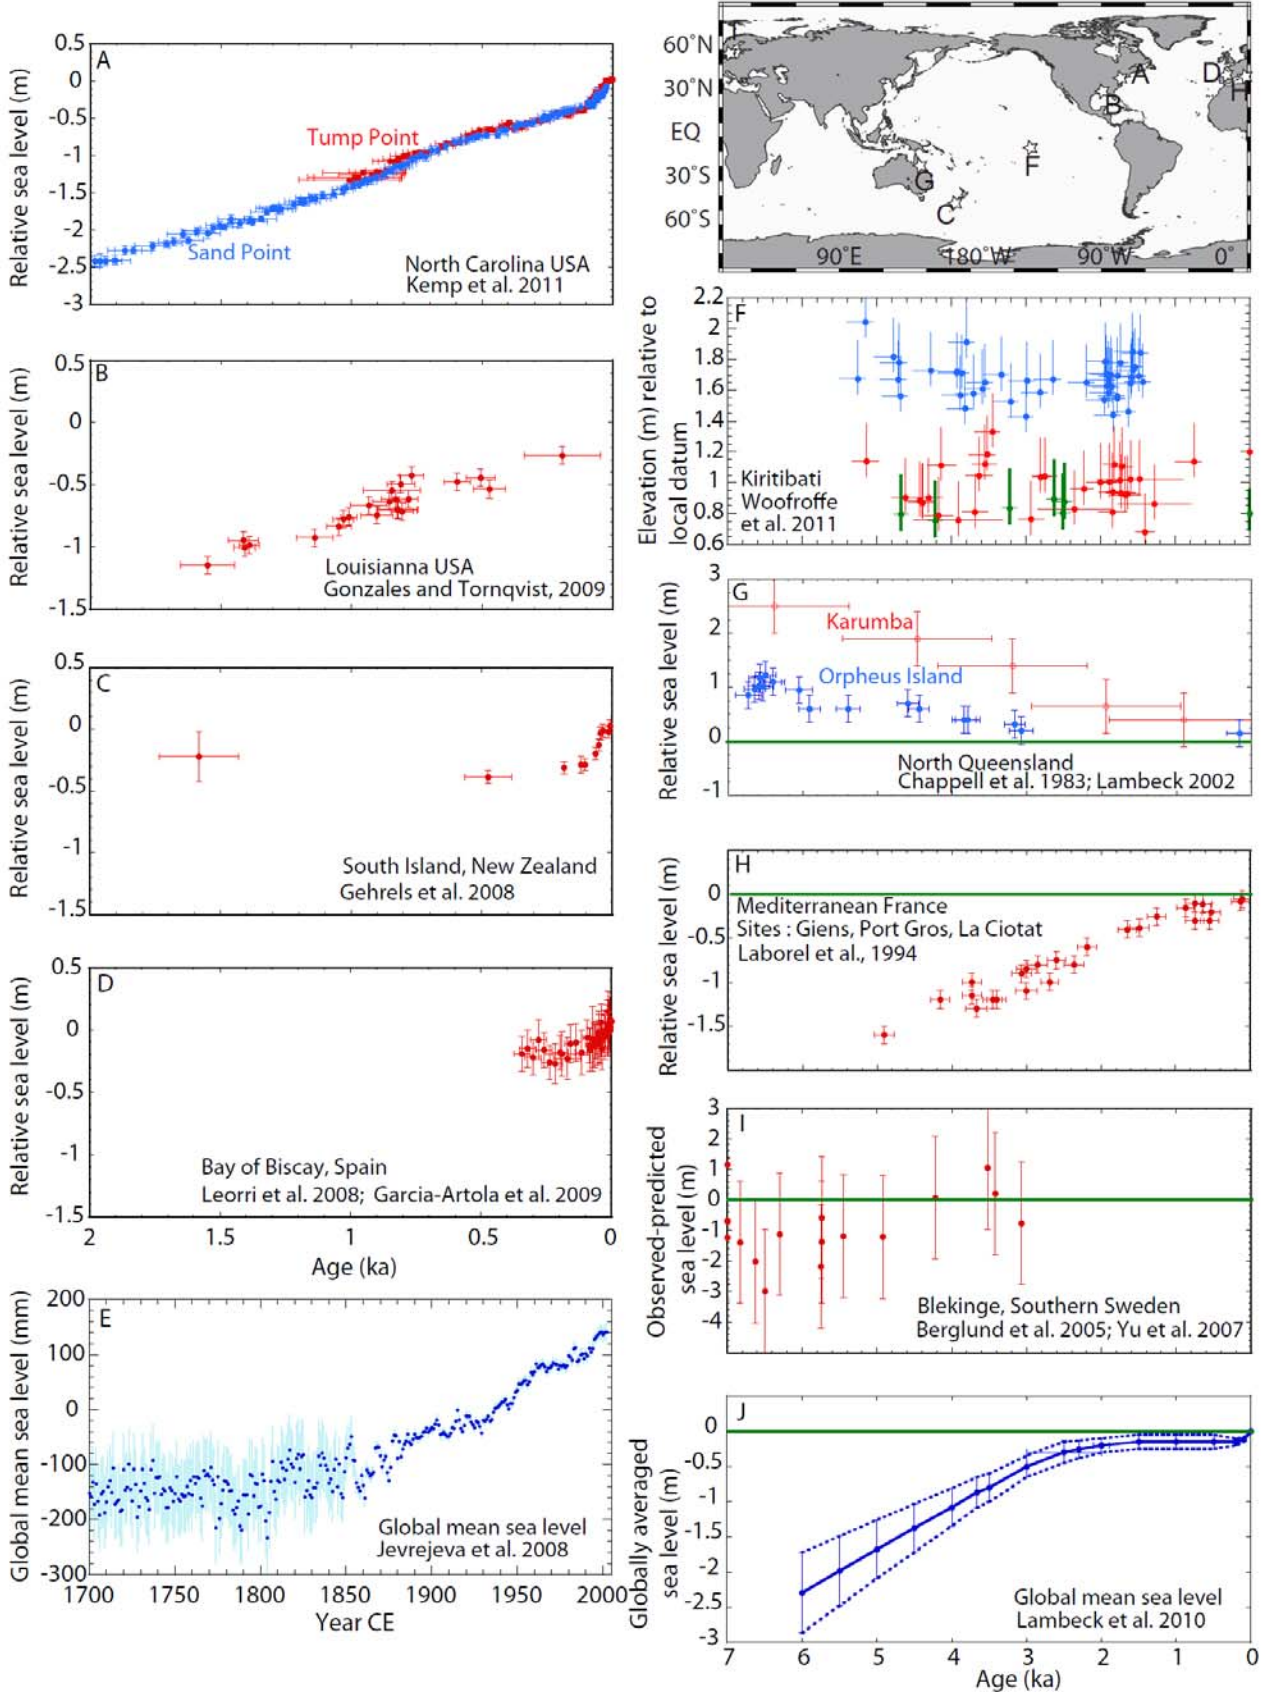 A
0.5
0
-0.5
-1
-1.5
-2
-2.5
-3
Relative sea level (m)
Tump Point
Sand Point
North Carolina USA
Kemp et al. 2011
B
0.5
0
-0.5
-1
-1.5
Relative sea level (m)
Louisianna USA
Gonzales and Tornqvist, 2009
C
0.5
0
-0.5
-1
-1.5
Relative sea level (m)
South Island, New Zealand
Gehrels et al. 2008
D
0.5
0
-0.5
-1
-1.5
Relative sea level (m)
Bay of Biscay, Spain
Leorri et al. 2008; Garcia-Artola et al. 2009
2 1.5 1 0.5 0
Age (ka)
E
200
100
0
-100
-200
-300
Global mean sea level (mm)
Global mean sea level
Jevrejeva et al. 2008
1700 1750 1800 1850 1900 1950 2000
Year CE
60°N
30°N
EQ
30°S
60°S
I
A
B
D
H
F
G
C
90°E 180°W 90°W 0°
F
2.2
2
1.8
1.6
1.4
1.2
1
0.8
0.6
Elevation (m) relative to
local datum
Kiritibati
Woofroffe
et al. 2011
G
3
2
1
0
-1
Relative sea level (m)
Karumba
Orpheus Island
North Queensland
Chappell et al. 1983; Lambeck 2002
H
0
-0.5
-1
-1.5
Relative sea level (m)
Mediterranean France
Sites : Giens, Port Gros, La Ciotat
Laborel et al., 1994
I
3
2
1
0
-1
-2
-3
-4
Observed-predicted
sea level (m)
Blekinge, Southern Sweden
Berglund et al. 2005; Yu et al. 2007
J
0
-0.5
-1
-1.5
-2
-2.5
-3
Globally averaged
sea level (m)
Global mean sea level
Lambeck et al. 2010
7 6 5 4 3 2 1 0
Age (ka)